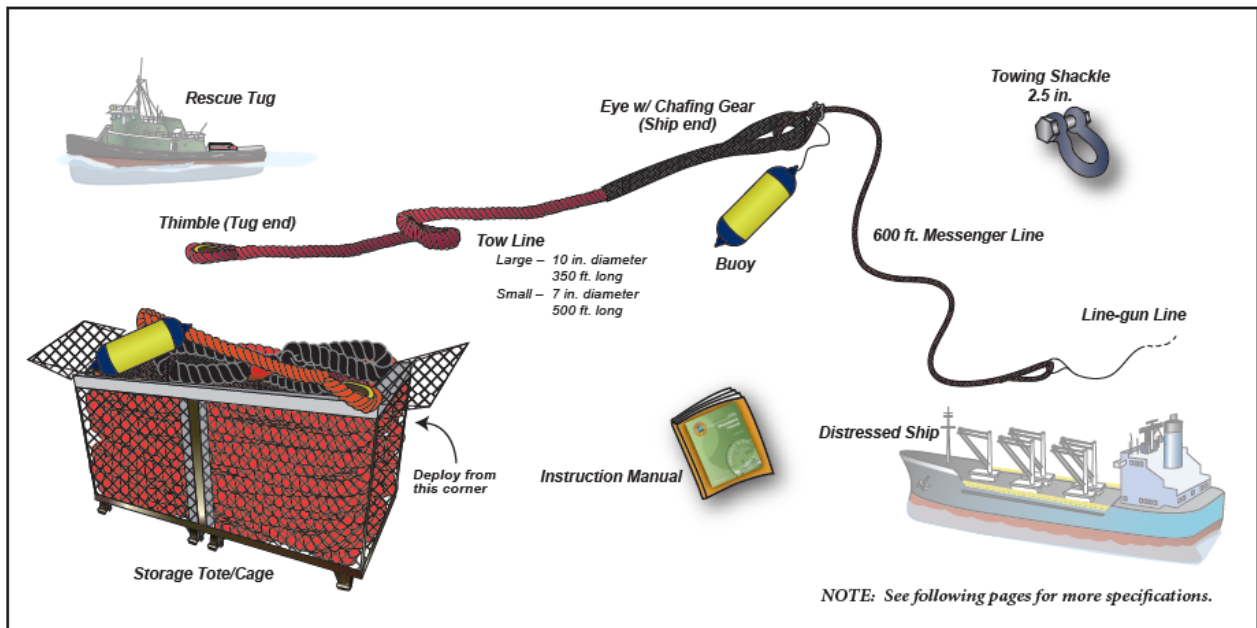 Rescue Tug
Eye w/ Chafing Gear
(Ship end)
Towing Shackle
2.5 in.
Thimble (Tug end)
Tow Line
Large – 10 in. diameter
350 ft. long
Small – 7 in. diameter
500 ft. long
Buoy
600 ft. Messenger Line
Line-gun Line
Deploy from
this corner
Storage Tote/Cage
Instruction Manual
Distressed Ship
NOTE: See following pages for more specifications.